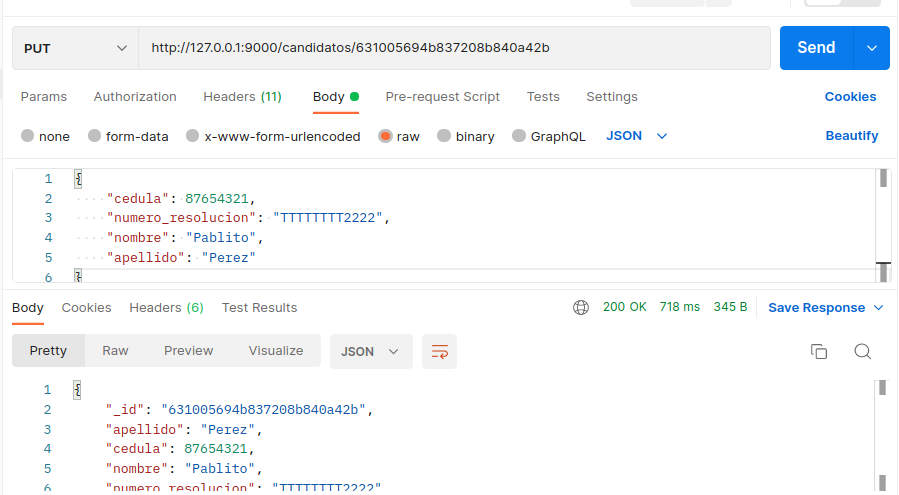 PUT http://127.0.0.1:9000/candidatos/631005694b837208b840a42b Send
Params Authorization Headers (11) Body Pre-request Script Tests Settings Cookies
none form-data x-www-form-urlencoded raw binary GraphQL JSON Beautify
1 {
2 "cedula": 87654321,
3 "numero_resolucion": "TTTTTTTT2222",
4 "nombre": "Pablito",
5 "apellido": "Perez"
6 }
Body Cookies Headers (6) Test Results 200 OK 718 ms 345 B Save Response
Pretty Raw Preview Visualize JSON
1 {
2 "_id": "631005694b837208b840a42b",
3 "apellido": "Perez",
4 "cedula": 87654321,
5 "nombre": "Pablito",
6 "numero_resolucion": "TTTTTTTT2222"